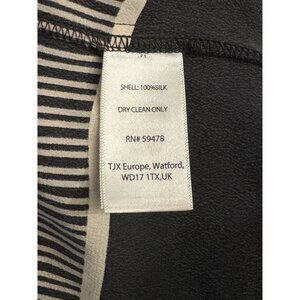 SHELL: 100%SILK
DRY CLEAN ONLY
RN# 59478
TJX Europe, Watford,
WD17 1TX,UK